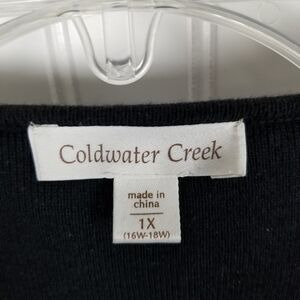 Coldwater Creek
made in
china
1X
(16W-18W)